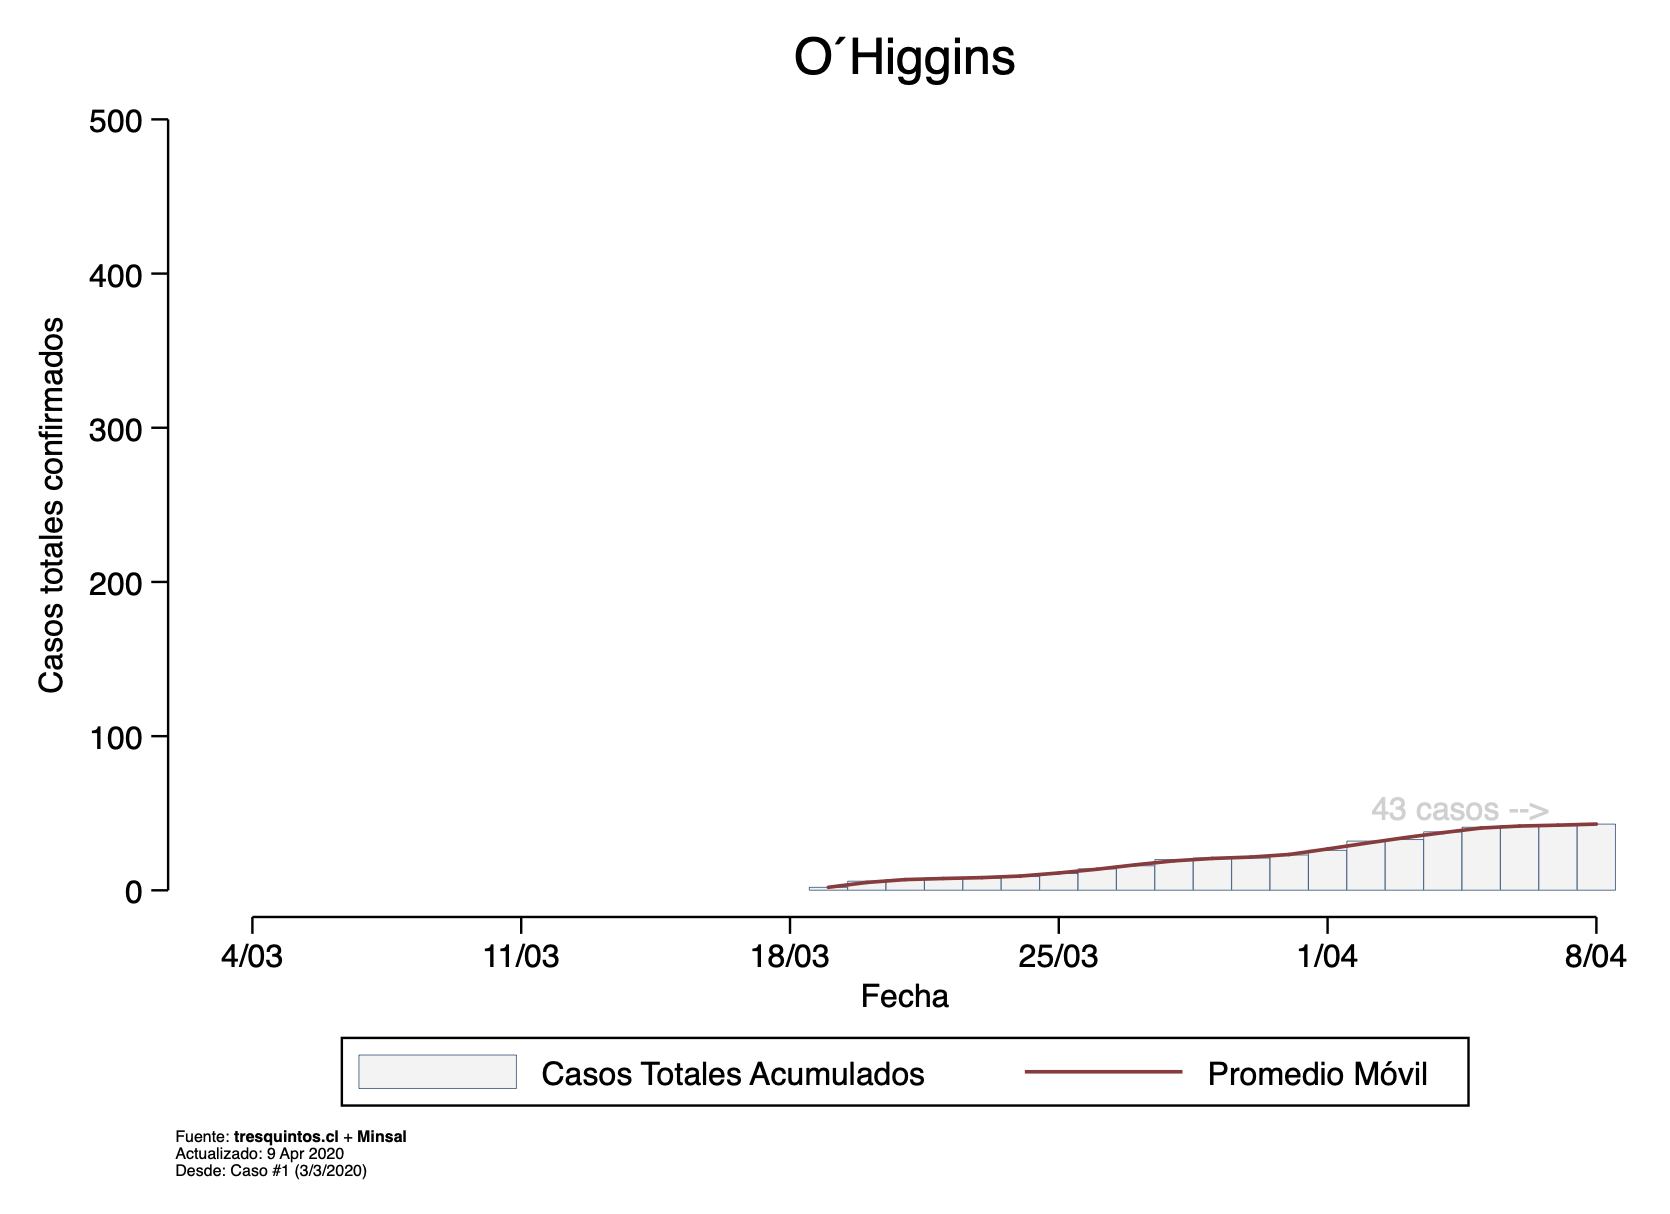 O´Higgins
500
400
300
200
100
0
Casos totales confirmados
43 casos -->
4/03
11/03
18/03
25/03
1/04
8/04
Fecha
Casos Totales Acumulados
Promedio Móvil
Fuente: tresquintos.cl + Minsal
Actualizado: 9 Apr 2020
Desde: Caso #1 (3/3/2020)